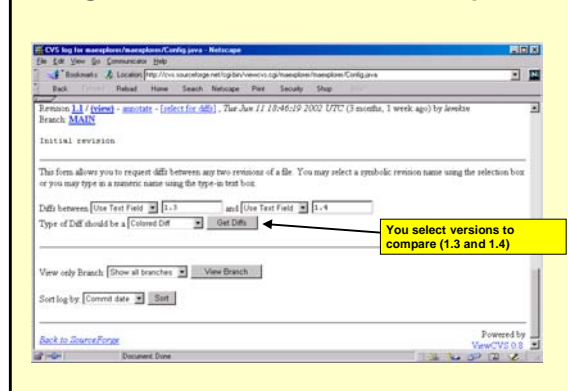 CVS log for maexplorer/maexplorer/Config.java - Netscape
File Edit View Go Communicator Help
Bookmarks Location: http://cvs.sourceforge.net/cgi-bin/viewcvs.cgi/maexplorer/maexplorer/Config.java
Back Forward Reload Home Search Netscape Print Security Shop
Revision 1.1 / (view) - annotate - [select for diffs] , Tue Jun 11 18:46:19 2002 UTC (3 months, 1 week ago) by lemkin
Branch: MAIN
Initial revision
This form allows you to request diffs between any two revisions of a file. You may select a symbolic revision name using the selection box
or you may type in a numeric name using the type-in text box.
Diffs between Use Text Field 1.3 and Use Text Field 1.4
Type of Diff should be a Colored Diff Get Diffs
You select versions to
compare (1.3 and 1.4)
View only Branch: Show all branches View Branch
Sort log by: Commit date Sort
Back to SourceForge
Powered by
ViewCVS 0.8
Document: Done